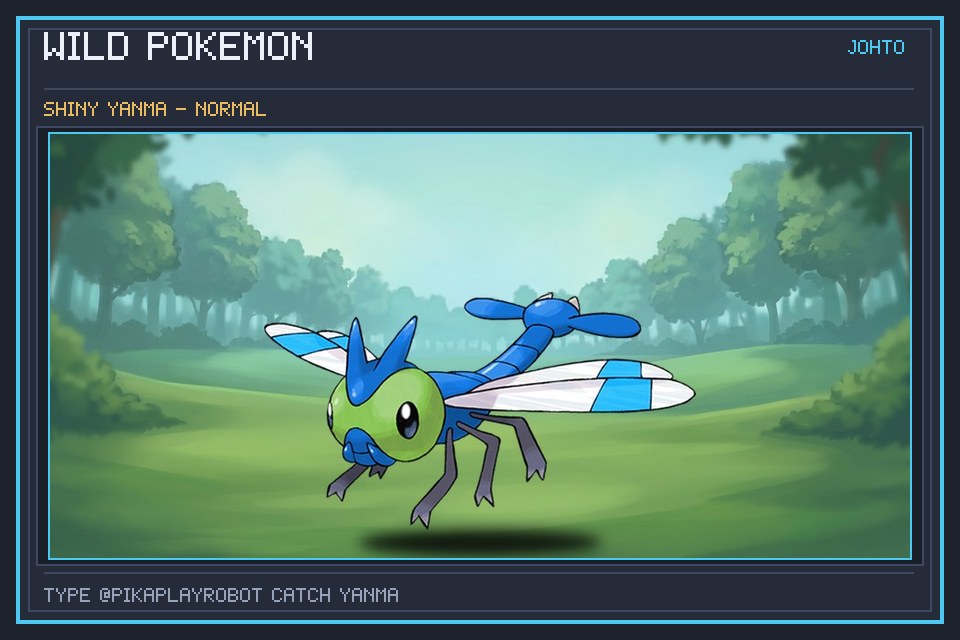 WILD POKEMON
JOHTO
SHINY YANMA - NORMAL
TYPE @PIKAPLAYROBOT CATCH YANMA